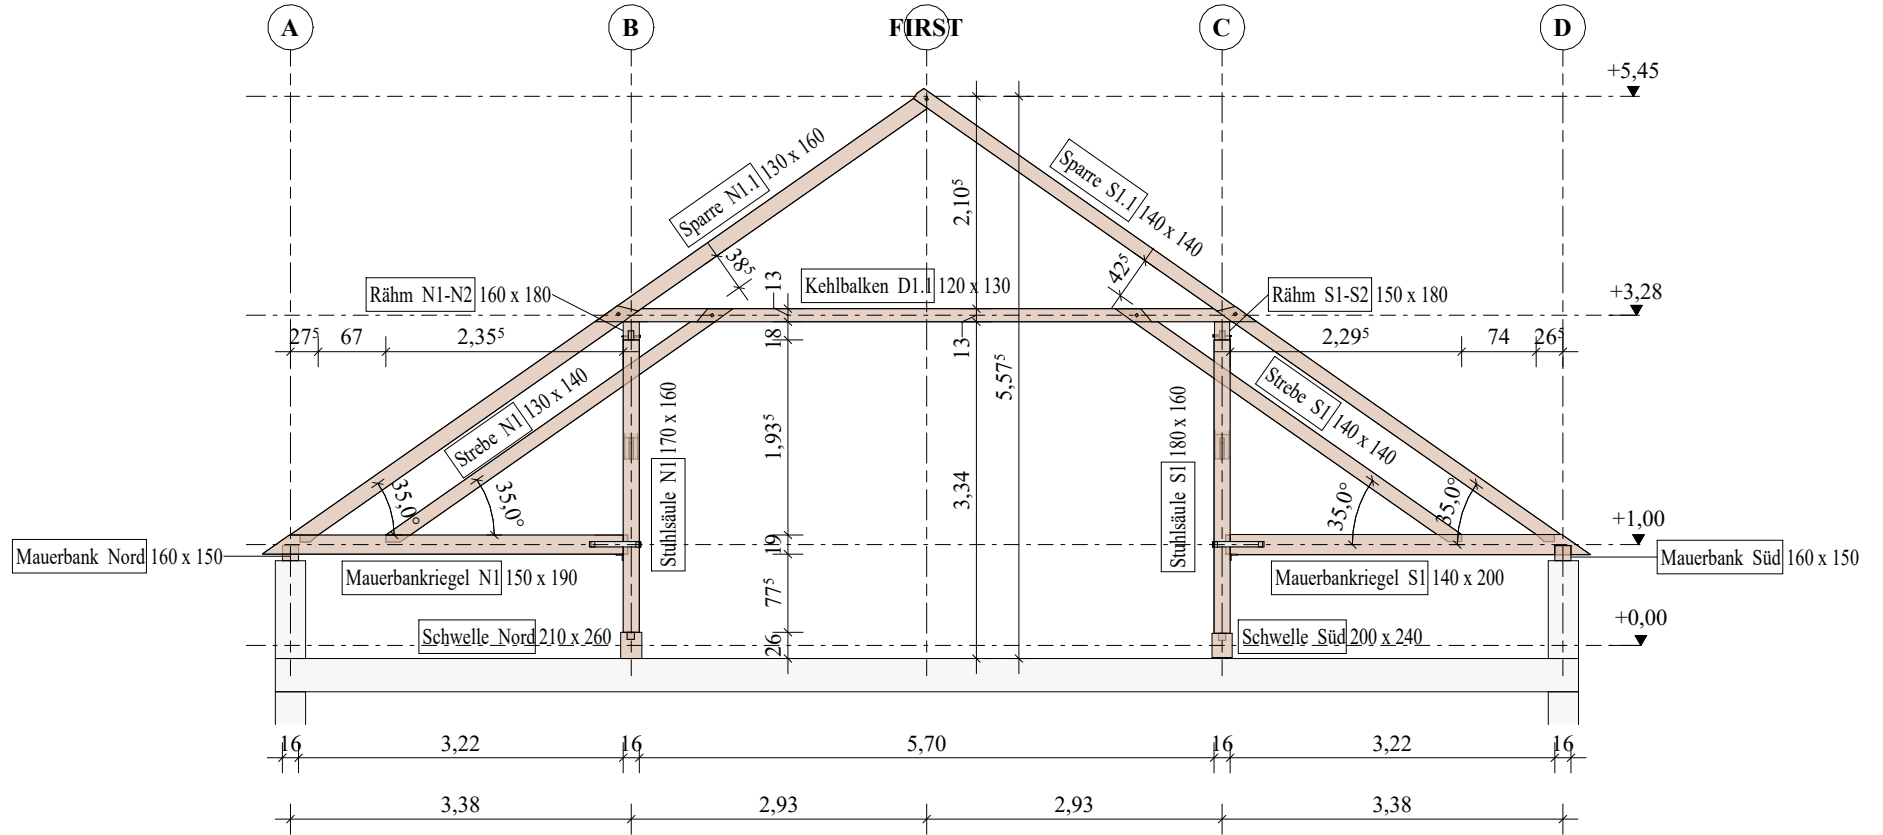 A
B
FIRST
C
D
+5,45
Sparre N1.1 130 x 160
Sparre S1.1 140 x 140
2,10⁵
38⁵
42⁵
13
Kehlbalken D1.1 120 x 130
Rähm N1-N2 160 x 180
Rähm S1-S2 150 x 180
+3,28
27⁵
67
2,35⁵
18
13
2,29⁵
74
26⁵
5,57⁵
Strebe N1 130 x 140
Strebe S1 140 x 140
Stuhlsäule N1 170 x 160
Stuhlsäule S1 180 x 160
1,93⁵
3,34
35,0°
35,0°
35,0°
35,0°
+1,00
19
Mauerbank Nord 160 x 150
Mauerbank Süd 160 x 150
Mauerbankriegel N1 150 x 190
Mauerbankriegel S1 140 x 200
77⁵
+0,00
Schwelle Nord 210 x 260
26
Schwelle Süd 200 x 240
16
3,22
16
5,70
16
3,22
16
3,38
2,93
2,93
3,38